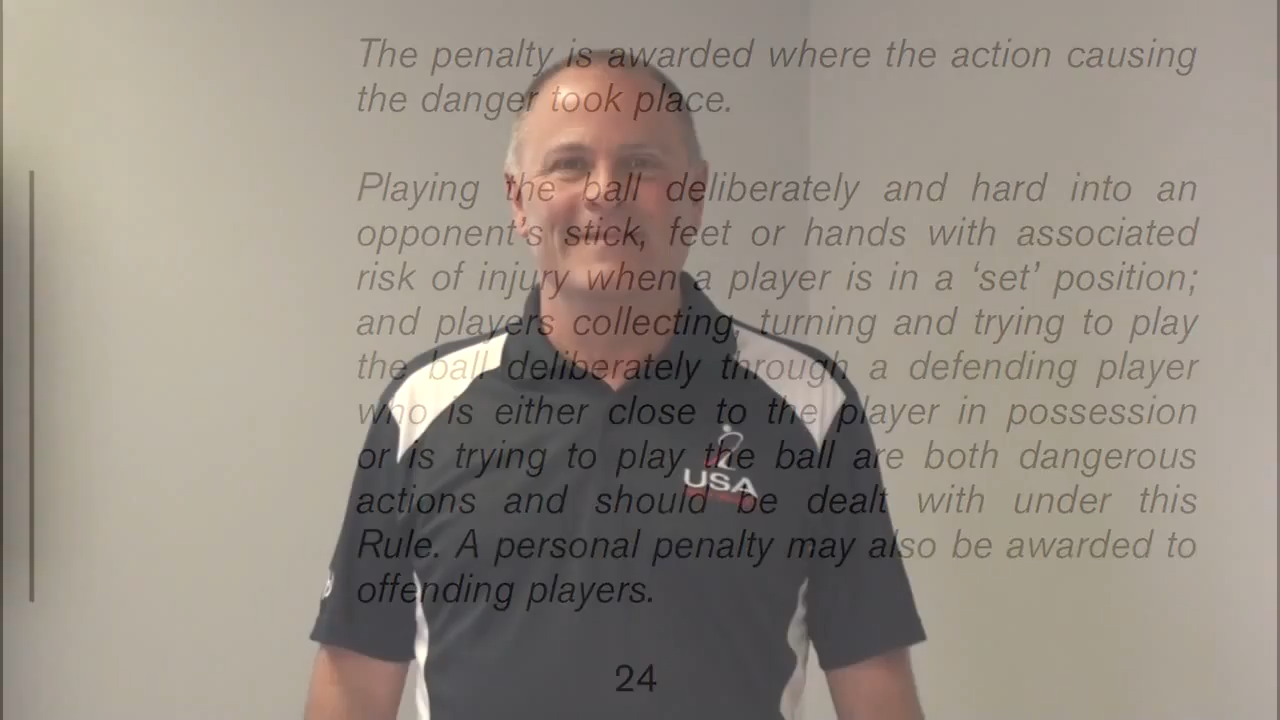 The penalty is awarded where the action causing
the danger took place.
Playing the ball deliberately and hard into an
opponent's stick, feet or hands with associated
risk of injury when a player is in a ‘set’ position;
and players collecting, turning and trying to play
the ball deliberately through a defending player
who is either close to the player in possession
or is trying to play the ball are both dangerous
actions and should be dealt with under this
Rule. A personal penalty may also be awarded to
offending players.
USA
24